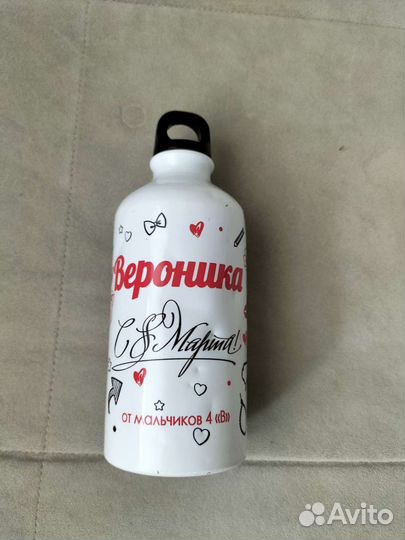 Вероника
С 8 Марта!
от мальчиков 4 «В»
Avito